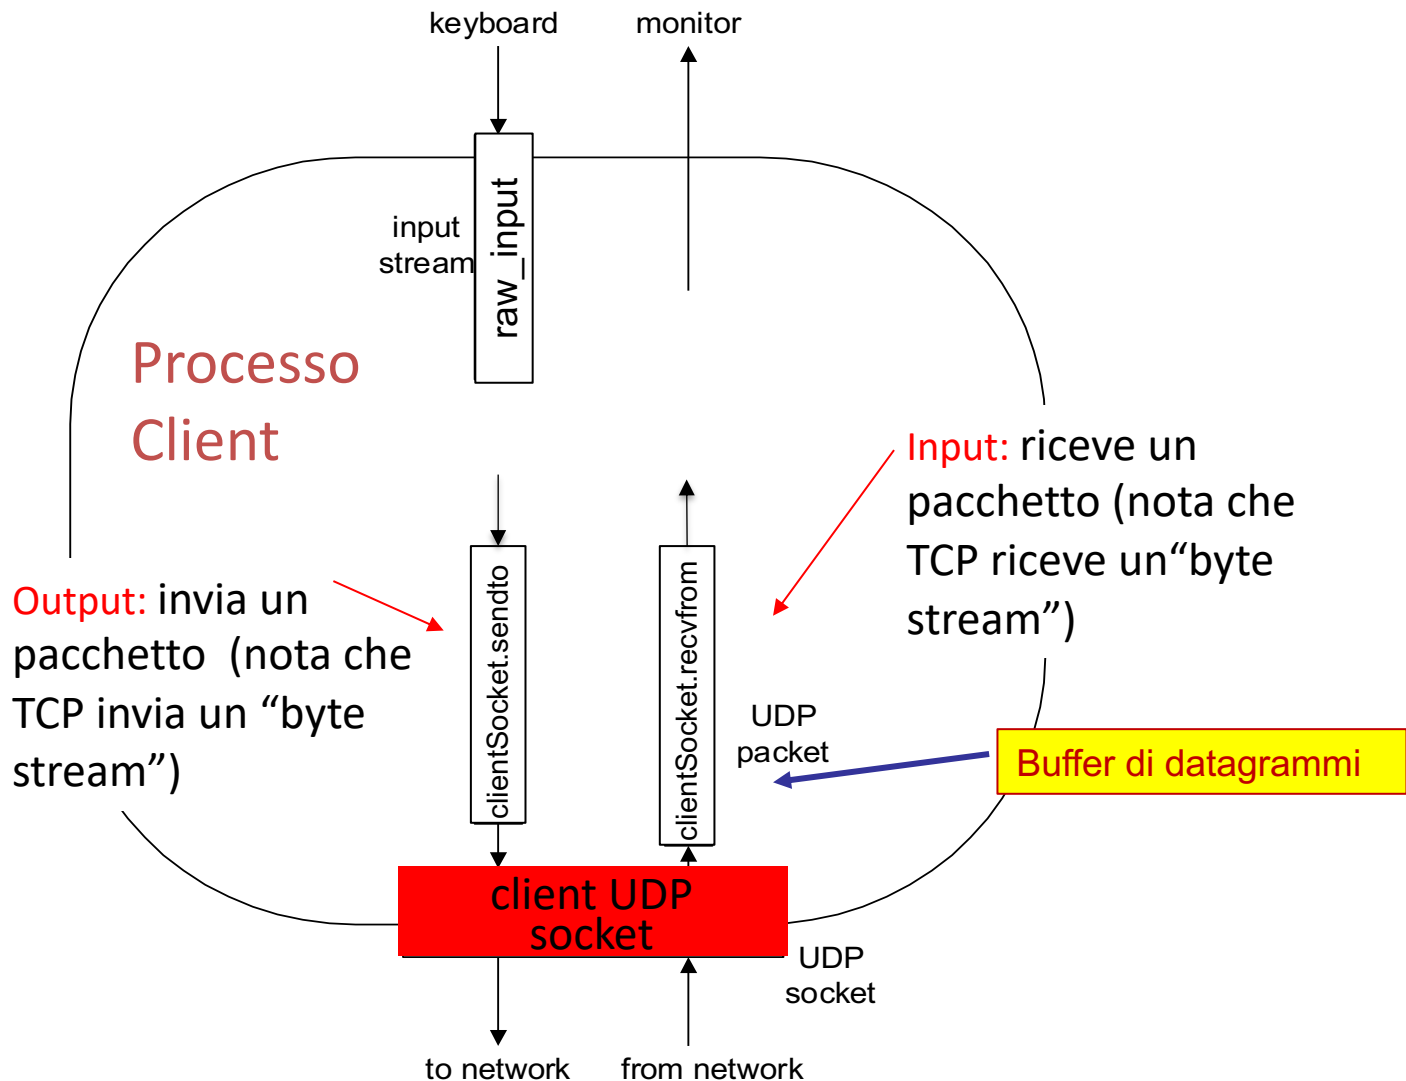 keyboard
monitor
raw_input
input
stream
Processo
Client
Input: riceve un
pacchetto (nota che
TCP riceve un“byte
stream”)
Output: invia un
pacchetto  (nota che
TCP invia un “byte
stream”)
clientSocket.sendto
clientSocket.recvfrom
UDP
packet
Buffer di datagrammi
client UDP
socket
UDP
socket
to network
from network